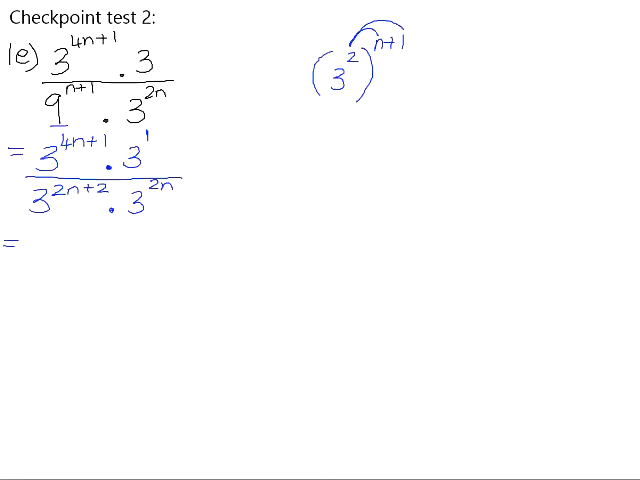 Checkpoint test 2:
1e) 3^(4n+1) . 3
9^(n+1) . 3^(2n)
= 3^(4n+1) . 3^1
3^(2n+2) . 3^(2n)
=
(3^2)^(n+1)